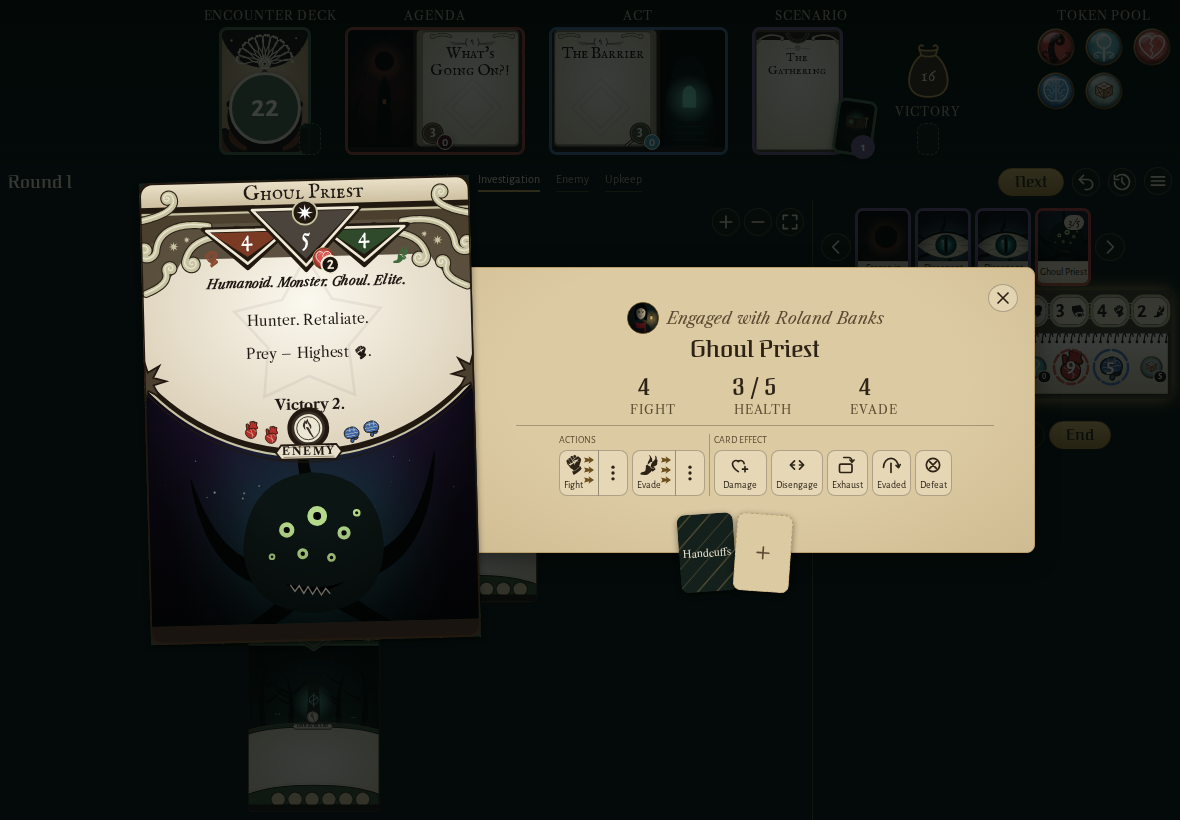 ENCOUNTER DECK
AGENDA
ACT
SCENARIO
TOKEN POOL
22
What's
Going On?!
3
0
The Barrier
3
0
The
Gathering
1
16
VICTORY
Round 1
Investigation
Enemy
Upkeep
Next
3/5
Ghoul Priest
3
4
2
0
9
5
5
End
Ghoul Priest
4
5
4
2
Humanoid. Monster. Ghoul. Elite.
Hunter. Retaliate.
Prey – Highest .
Victory 2.
ENEMY
Engaged with Roland Banks
Ghoul Priest
4
3 / 5
4
FIGHT
HEALTH
EVADE
ACTIONS
CARD EFFECT
Fight
Evade
Damage
Disengage
Exhaust
Evaded
Defeat
Handcuffs